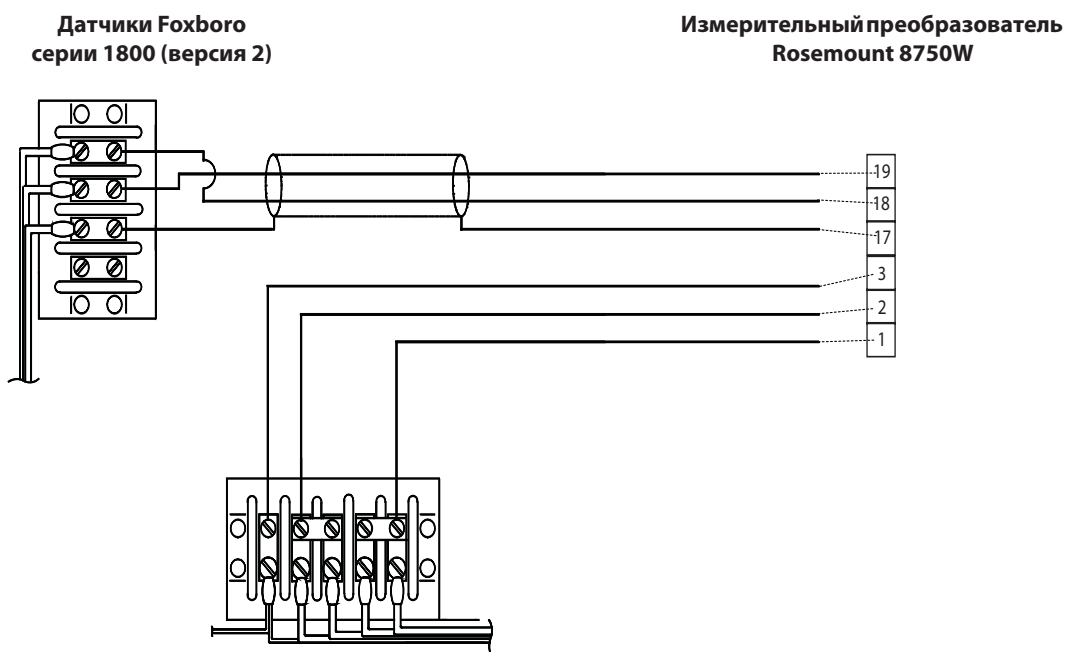 Датчики Foxboro
серии 1800 (версия 2)
Измерительный преобразователь
Rosemount 8750W
19
18
17
3
2
1